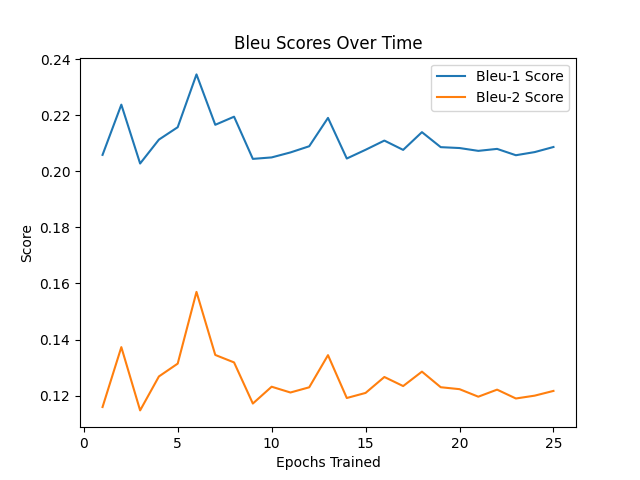 Bleu Scores Over Time
Bleu-1 Score
Bleu-2 Score
Score
0.24
0.22
0.20
0.18
0.16
0.14
0.12
0 5 10 15 20 25
Epochs Trained